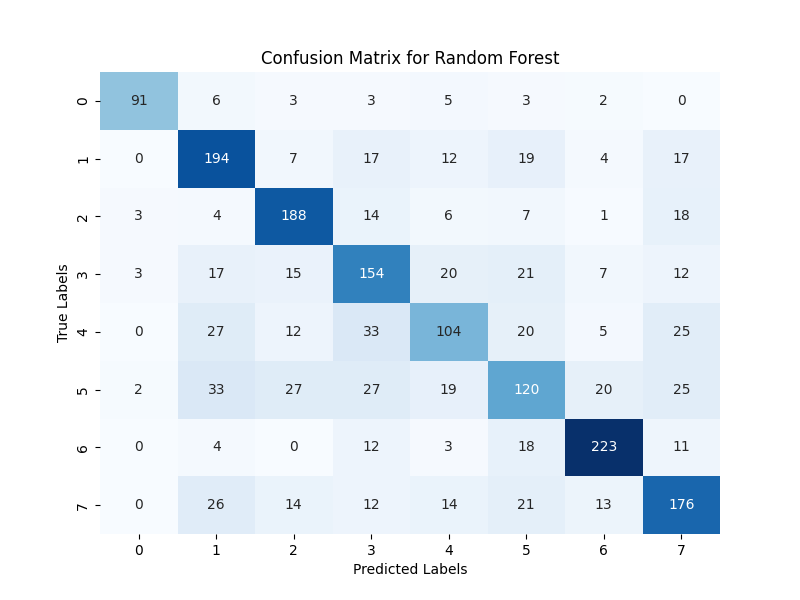 Confusion Matrix for Random Forest
0 91 6 3 3 5 3 2 0
1 0 194 7 17 12 19 4 17
2 3 4 188 14 6 7 1 18
3 3 17 15 154 20 21 7 12
4 0 27 12 33 104 20 5 25
5 2 33 27 27 19 120 20 25
6 0 4 0 12 3 18 223 11
7 0 26 14 12 14 21 13 176
0 1 2 3 4 5 6 7
True Labels
Predicted Labels